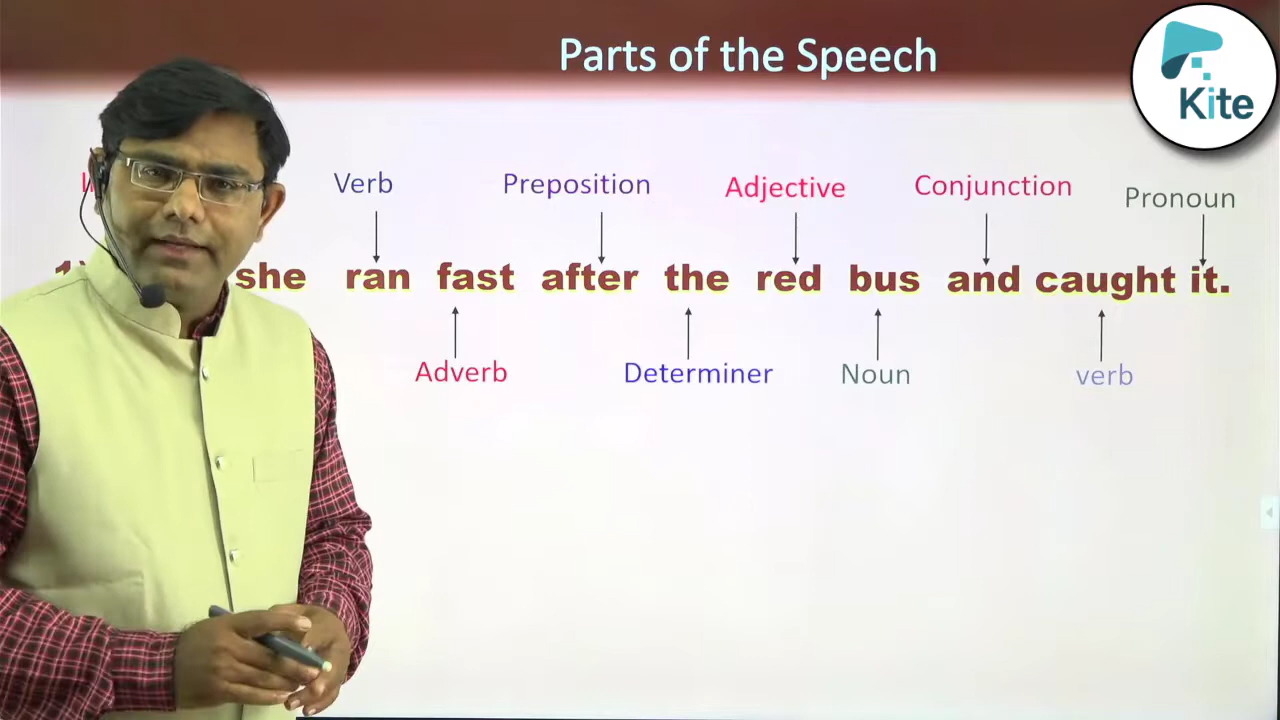 Parts of the Speech
Kite
Verb Preposition Adjective Conjunction Pronoun
she ran fast after the red bus and caught it.
Adverb Determiner Noun verb